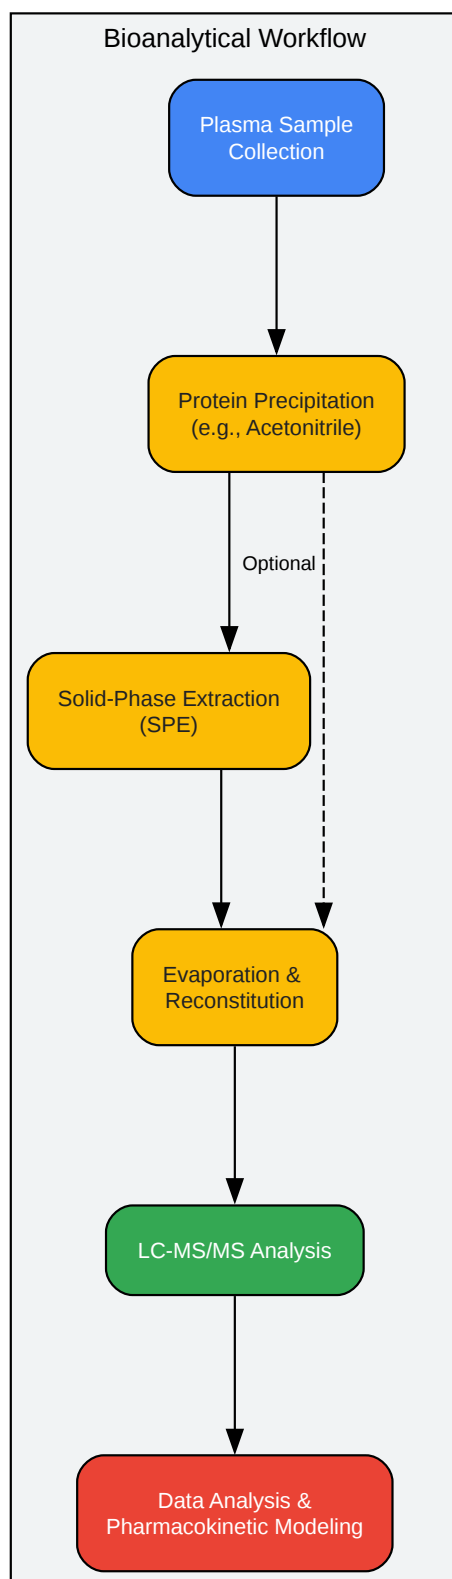 Bioanalytical Workflow
Plasma Sample
Collection
Protein Precipitation
(e.g., Acetonitrile)
Optional
Solid-Phase Extraction
(SPE)
Evaporation &
Reconstitution
LC-MS/MS Analysis
Data Analysis &
Pharmacokinetic Modeling